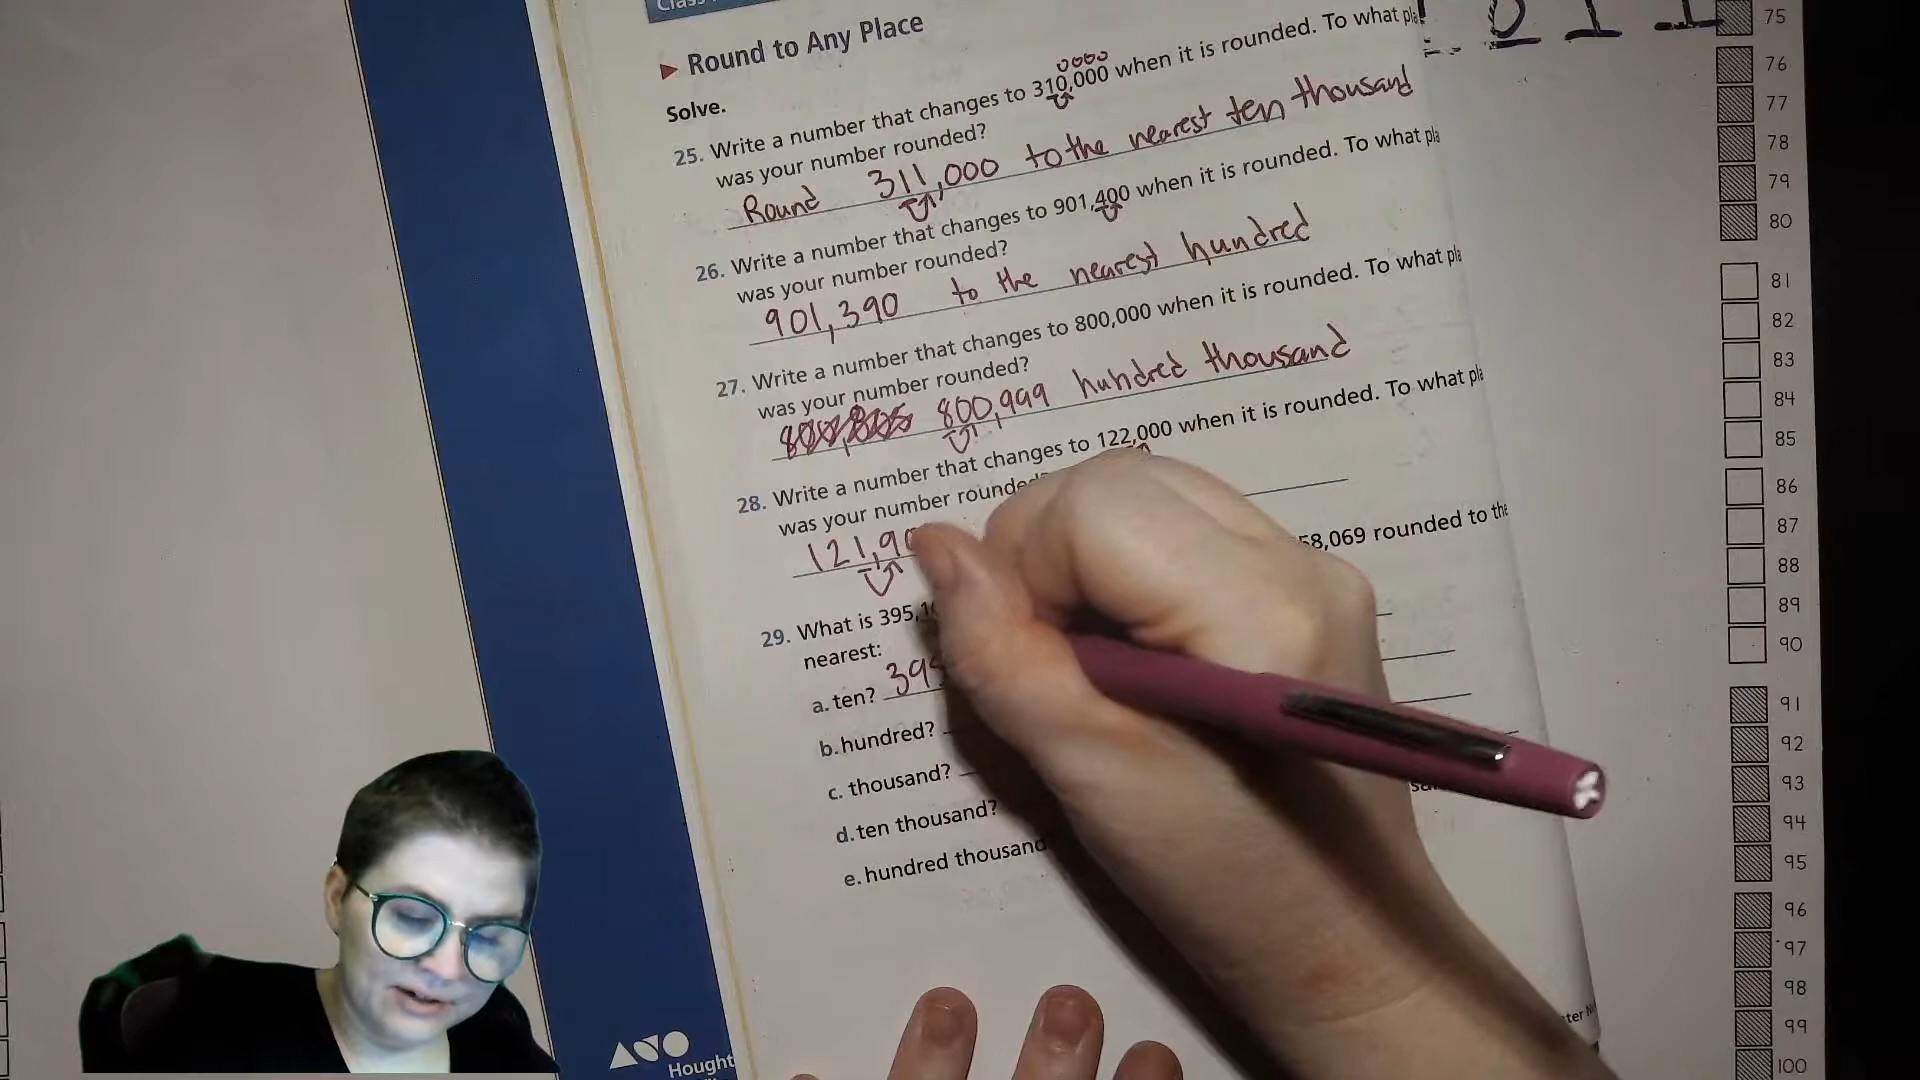 Round to Any Place
Solve.
25. Write a number that changes to 310,000 when it is rounded. To what
was your number rounded?
Round 311,000 to the nearest ten thousand
26. Write a number that changes to 901,400 when it is rounded. To what
was your number rounded?
901,390 to the nearest hundred
27. Write a number that changes to 800,000 when it is rounded. To what
was your number rounded?
800,999 hundred thousand
28. Write a number that changes to 122,000 when it is rounded. To what
was your number rounded
121,9
58,069 rounded to the
29. What is 395,1
nearest:
a. ten? 39
b. hundred?
c. thousand?
d. ten thousand?
e. hundred thousand
Hought
75
76
77
78
79
80
81
82
83
84
85
86
87
88
89
90
91
92
93
94
95
96
97
98
99
100